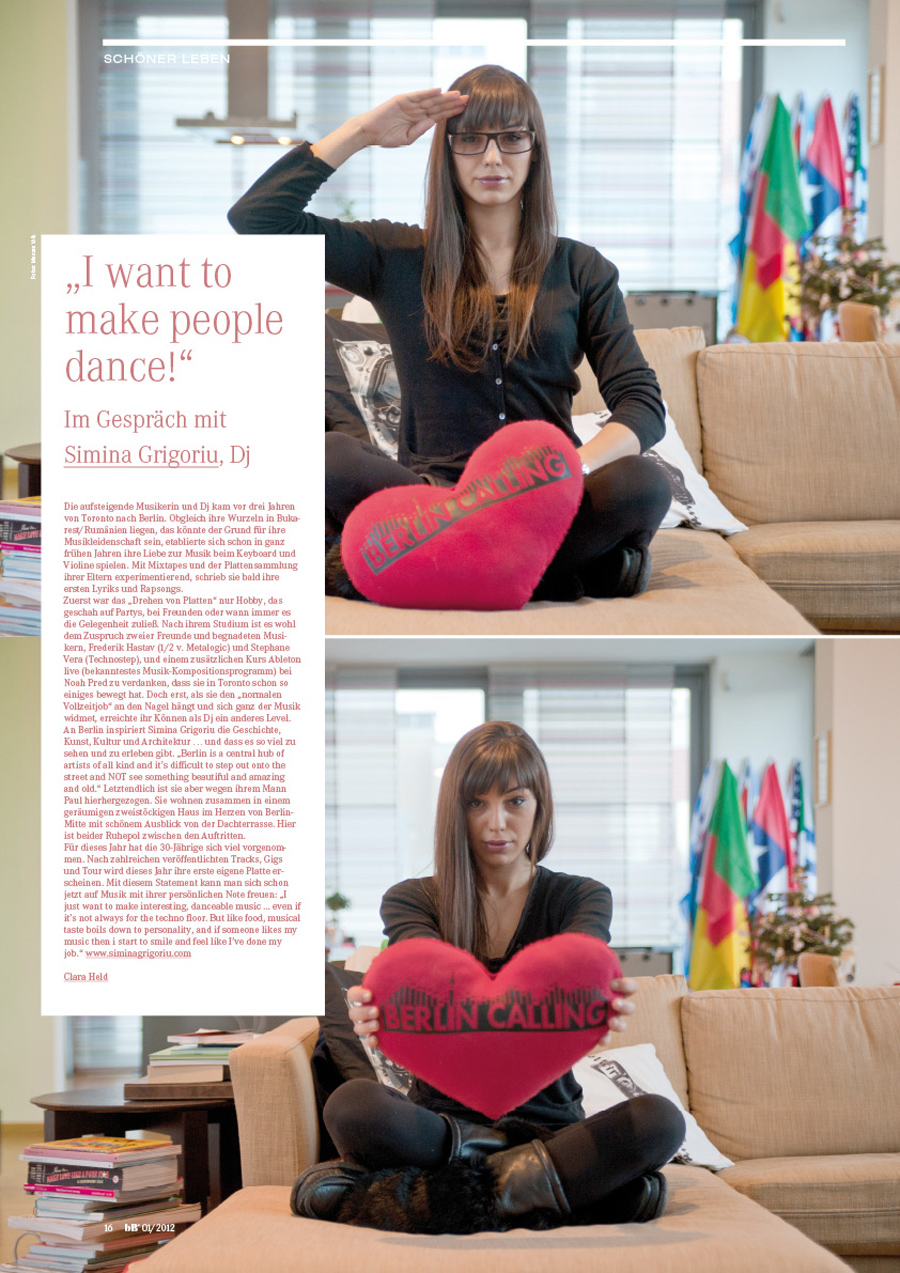 SCHÖNER LEBEN
„I want to
make people
dance!“
Im Gespräch mit
Simina Grigoriu, Dj
Die aufsteigende Musikerin und Dj kam vor drei Jahren
von Toronto nach Berlin. Obgleich ihre Wurzeln in Buka-
rest/Rumänien liegen, das könnte der Grund für ihre
Musikleidenschaft sein, etablierte sich schon in ganz
frühen Jahren ihre Liebe zur Musik beim Keyboard und
Violine spielen. Mit Mixtapes und der Plattensammlung
ihrer Eltern experimentierend, schrieb sie bald ihre
ersten Lyriks und Rapsongs.
Zuerst war das „Drehen von Platten“ nur Hobby, das
geschah auf Partys, bei Freunden oder wann immer es
die Gelegenheit zuließ. Nach ihrem Studium ist es wohl
dem Zuspruch zweier Freunde und begnadeten Musi-
kern, Frederik Hastav (1/2 v. Metalogic) und Stephane
Vera (Technostep), und einem zusätzlichen Kurs Ableton
live (bekanntestes Musik-Kompositionsprogramm) bei
Noah Pred zu verdanken, dass sie in Toronto schon so
einiges bewegt hat. Doch erst, als sie den „normalen
Vollzeitjob“ an den Nagel hängt und sich ganz der Musik
widmet, erreichte ihr Können als Dj ein anderes Level.
An Berlin inspiriert Simina Grigoriu die Geschichte,
Kunst, Kultur und Architektur ... und dass es so viel zu
sehen und zu erleben gibt. „Berlin is a central hub of
artists of all kind and it's difficult to step out onto the
street and NOT see something beautiful and amazing
and old.“ Letztendlich ist sie aber wegen ihrem Mann
Paul hierhergezogen. Sie wohnen zusammen in einem
geräumigen zweistöckigen Haus im Herzen von Berlin-
Mitte mit schönem Ausblick von der Dachterrasse. Hier
ist beider Ruhepol zwischen den Auftritten.
Für dieses Jahr hat die 30-Jährige sich viel vorgenom-
men. Nach zahlreichen veröffentlichten Tracks, Gigs
und Tour wird dieses Jahr ihre erste eigene Platte er-
scheinen. Mit diesem Statement kann man sich schon
jetzt auf Musik mit ihrer persönlichen Note freuen: „I
just want to make interesting, danceable music ... even if
it's not always for the techno floor. But like food, musical
taste boils down to personality, and if someone likes my
music then i start to smile and feel like I've done my
job.“ www.siminagrigoriu.com
Clara Held
BERLIN CALLING
BERLIN CALLING
16 hB' 01/2012